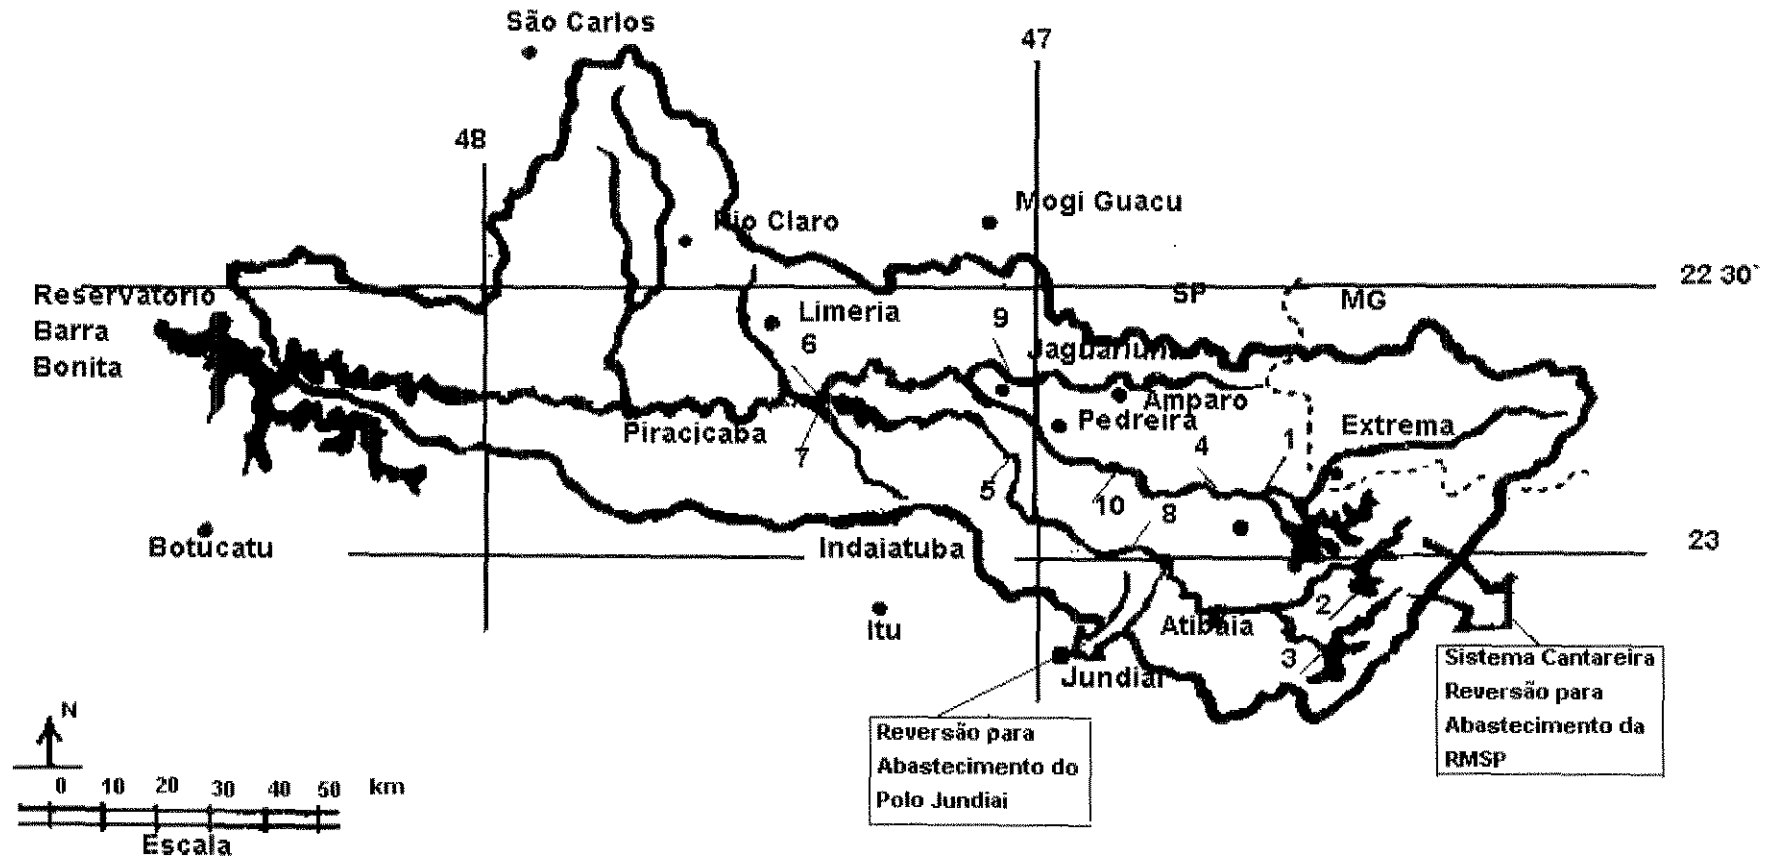 São Carlos
47
48
Mogi Guacu
Rio Claro
22 30`
Reservatório
Barra
Bonita
SP
MG
Limeria
9
6
Jaguariuna
Amparo
Pedreira
Extrema
Piracicaba
7
4
1
5
10
8
Botucatu
Indaiatuba
23
2
Itu
Atibaia
3
Jundiai
Sistema Cantareira
Reversão para
Abastecimento da
RMSP
Reversão para
Abastecimento do
Polo Jundiai
N
0 10 20 30 40 50 km
Escala